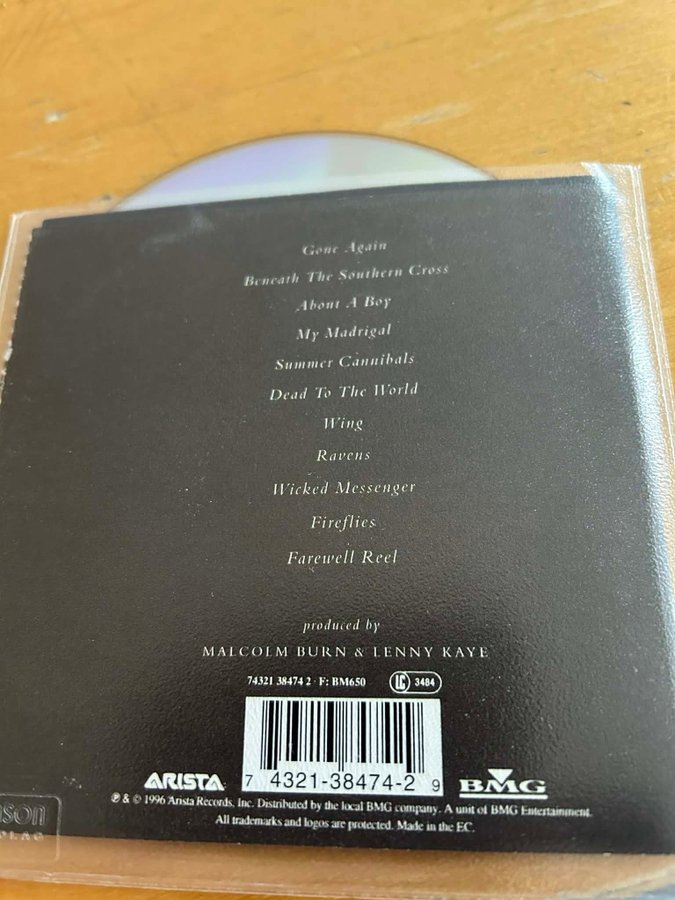 Gone Again
Beneath The Southern Cross
About A Boy
My Madrigal
Summer Cannibals
Dead To The World
Wing
Ravens
Wicked Messenger
Fireflies
Farewell Reel
produced by
MALCOLM BURN & LENNY KAYE
74321 38474 2 · F: BM650 LC 3484
ARISTA 7 4321-38474-2 9 BMG
℗ & © 1996 Arista Records, Inc. Distributed by the local BMG company. A unit of BMG Entertainment.
All trademarks and logos are protected. Made in the EC.